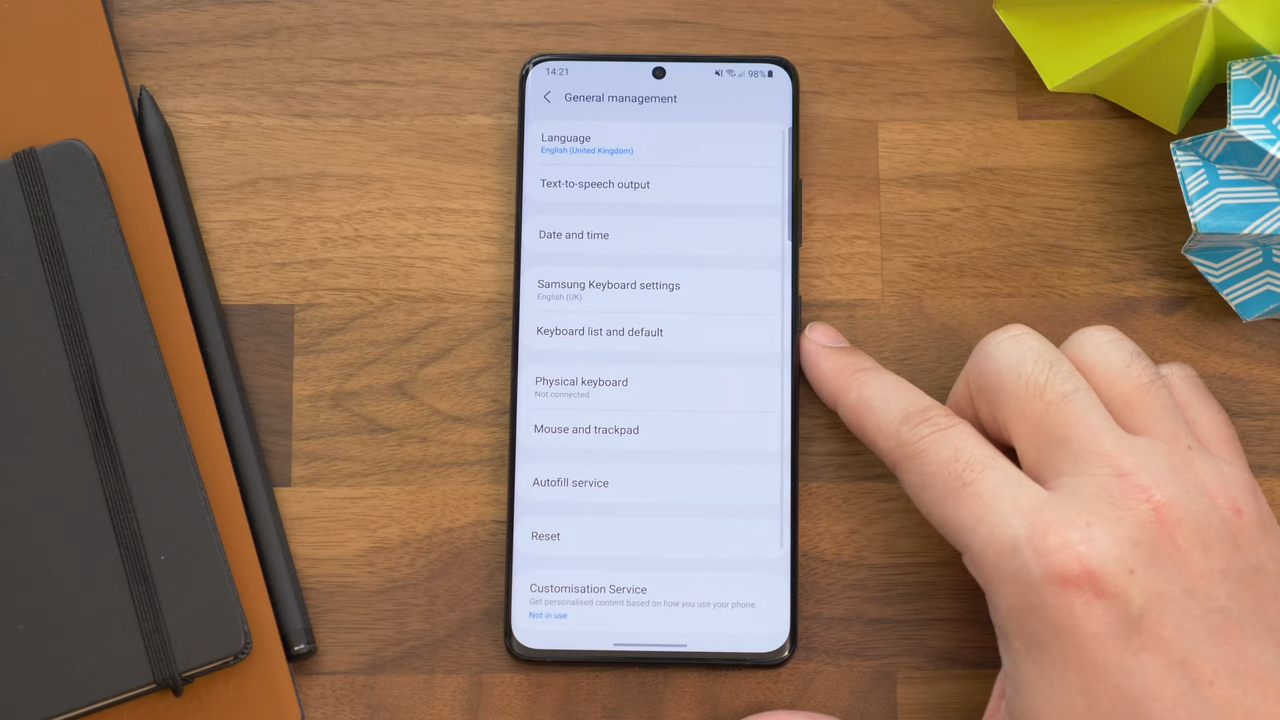 14:21 98%
General management
Language
English (United Kingdom)
Text-to-speech output
Date and time
Samsung Keyboard settings
English (UK)
Keyboard list and default
Physical keyboard
Not connected
Mouse and trackpad
Autofill service
Reset
Customisation Service
Get personalised content based on how you use your phone.
Not in use